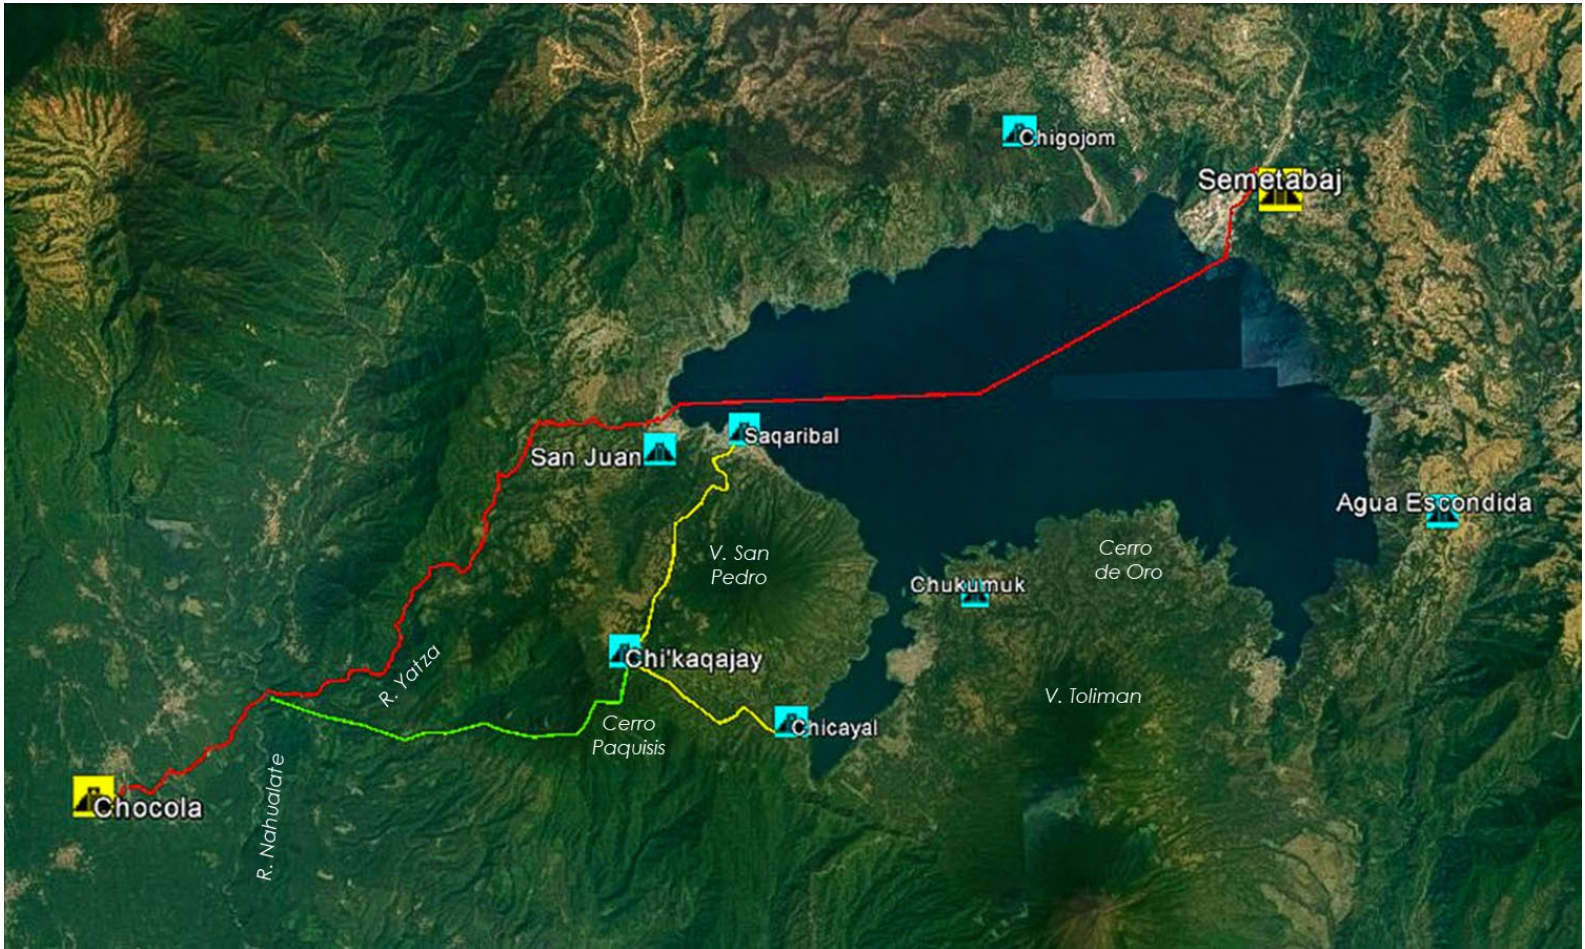 Chigojom
Semetabaj
Saqaribal
San Juan
Agua Escondida
V. San
Pedro
Cerro
de Oro
Chukumuk
Chi'kaqajay
R. Yatza
V. Toliman
Cerro
Paquisis
Chicayal
Chocola
R. Nahualate